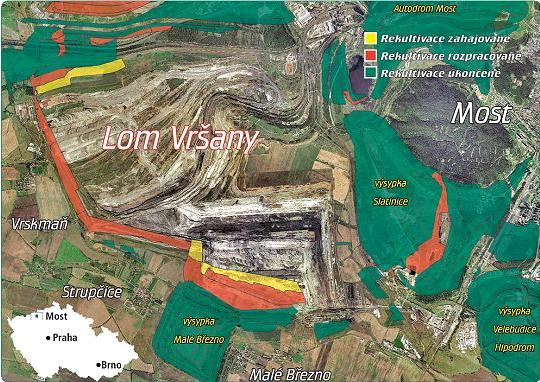 Autodrom Most
Rekultivace zahajované
Rekultivace rozpracované
Rekultivace ukončené
Most
Lom Vršany
výsypka
Slatinice
Vrskmaň
Strupčice
Most
Praha
Brno
výsypka
Malé Březno
výsypka
Velebudice
Hipodrom
Malé Březno